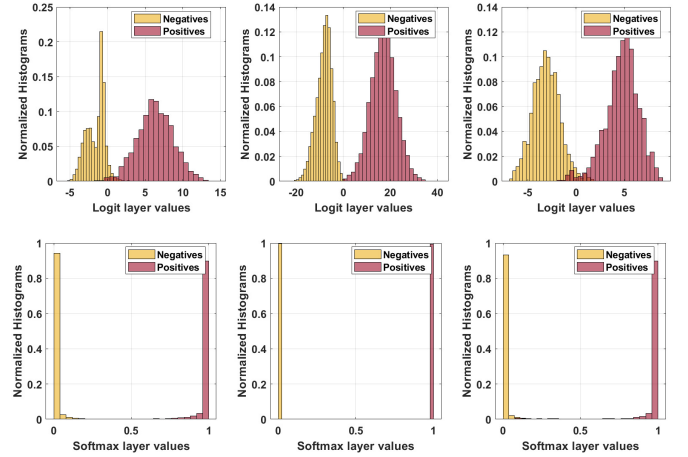 0.25
0.2
0.15
0.1
0.05
0
-5 0 5 10 15
Normalized Histograms
Logit layer values
Negatives
Positives
0.14
0.12
0.1
0.08
0.06
0.04
0.02
0
-20 0 20 40
Normalized Histograms
Logit layer values
Negatives
Positives
0.14
0.12
0.1
0.08
0.06
0.04
0.02
0
-5 0 5
Normalized Histograms
Logit layer values
Negatives
Positives
1
0.8
0.6
0.4
0.2
0
0 0.5 1
Normalized Histograms
Softmax layer values
Negatives
Positives
1
0.8
0.6
0.4
0.2
0
0 0.5 1
Normalized Histograms
Softmax layer values
Negatives
Positives
1
0.8
0.6
0.4
0.2
0
0 0.5 1
Normalized Histograms
Softmax layer values
Negatives
Positives